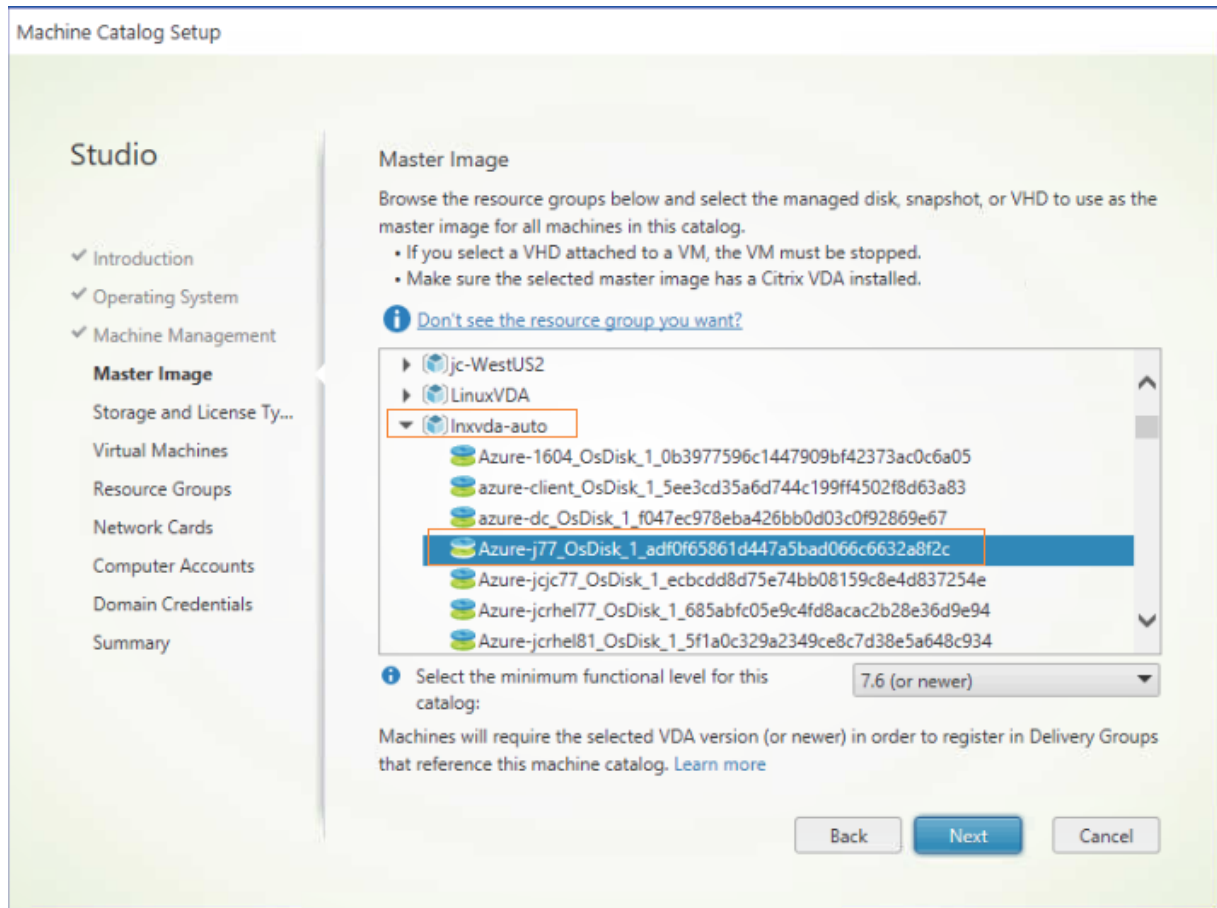 Machine Catalog Setup
Studio
✓ Introduction
✓ Operating System
✓ Machine Management
Master Image
Storage and License Ty...
Virtual Machines
Resource Groups
Network Cards
Computer Accounts
Domain Credentials
Summary
Master Image
Browse the resource groups below and select the managed disk, snapshot, or VHD to use as the
master image for all machines in this catalog.
• If you select a VHD attached to a VM, the VM must be stopped.
• Make sure the selected master image has a Citrix VDA installed.
Don't see the resource group you want?
jc-WestUS2
LinuxVDA
lnxvda-auto
Azure-1604_OsDisk_1_0b3977596c1447909bf42373ac0c6a05
azure-client_OsDisk_1_5ee3cd35a6d744c199ff4502f8d63a83
azure-dc_OsDisk_1_f047ec978eba426bb0d03c0f92869e67
Azure-j77_OsDisk_1_adf0f65861d447a5bad066c6632a8f2c
Azure-jcjc77_OsDisk_1_ecbcdd8d75e74bb08159c8e4d837254e
Azure-jcrhel77_OsDisk_1_685abfc05e9c4fd8acac2b28e36d9e94
Azure-jcrhel81_OsDisk_1_5f1a0c329a2349ce8c7d38e5a648c934
Select the minimum functional level for this
catalog:
7.6 (or newer)
Machines will require the selected VDA version (or newer) in order to register in Delivery Groups
that reference this machine catalog. Learn more
Back
Next
Cancel